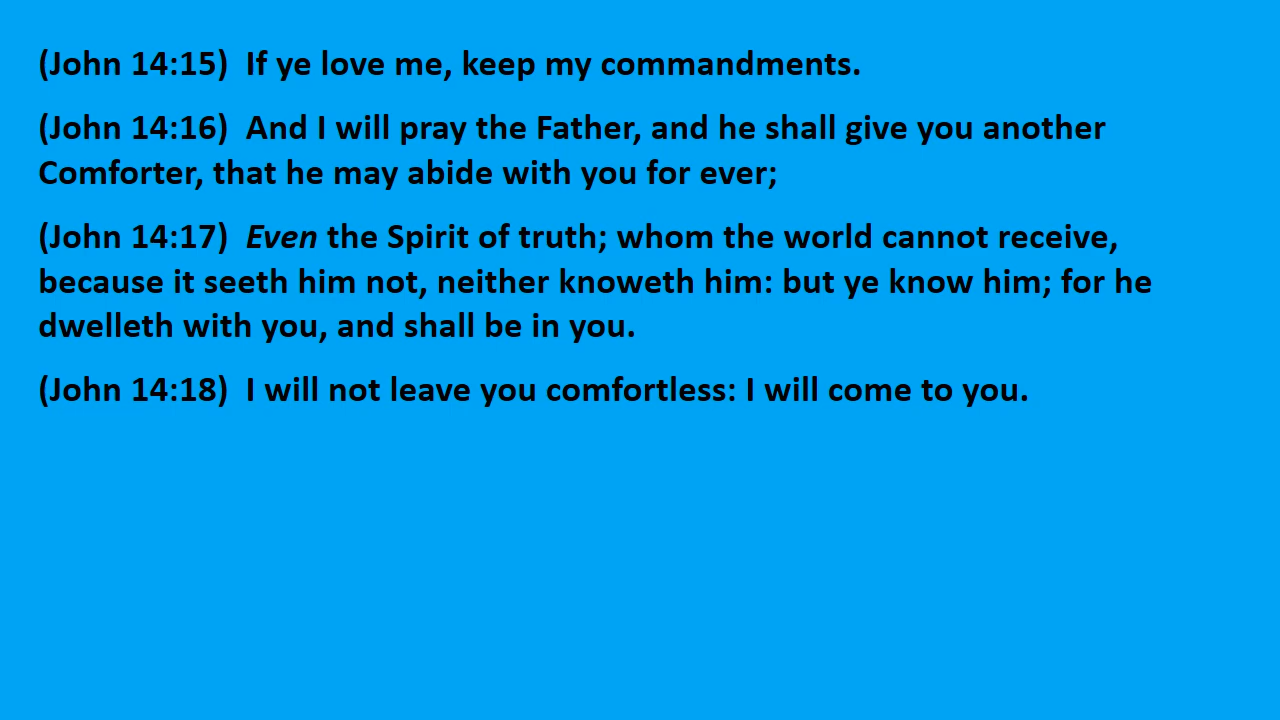 (John 14:15)  If ye love me, keep my commandments.
(John 14:16)  And I will pray the Father, and he shall give you another
Comforter, that he may abide with you for ever;
(John 14:17)  Even the Spirit of truth; whom the world cannot receive,
because it seeth him not, neither knoweth him: but ye know him; for he
dwelleth with you, and shall be in you.
(John 14:18)  I will not leave you comfortless: I will come to you.